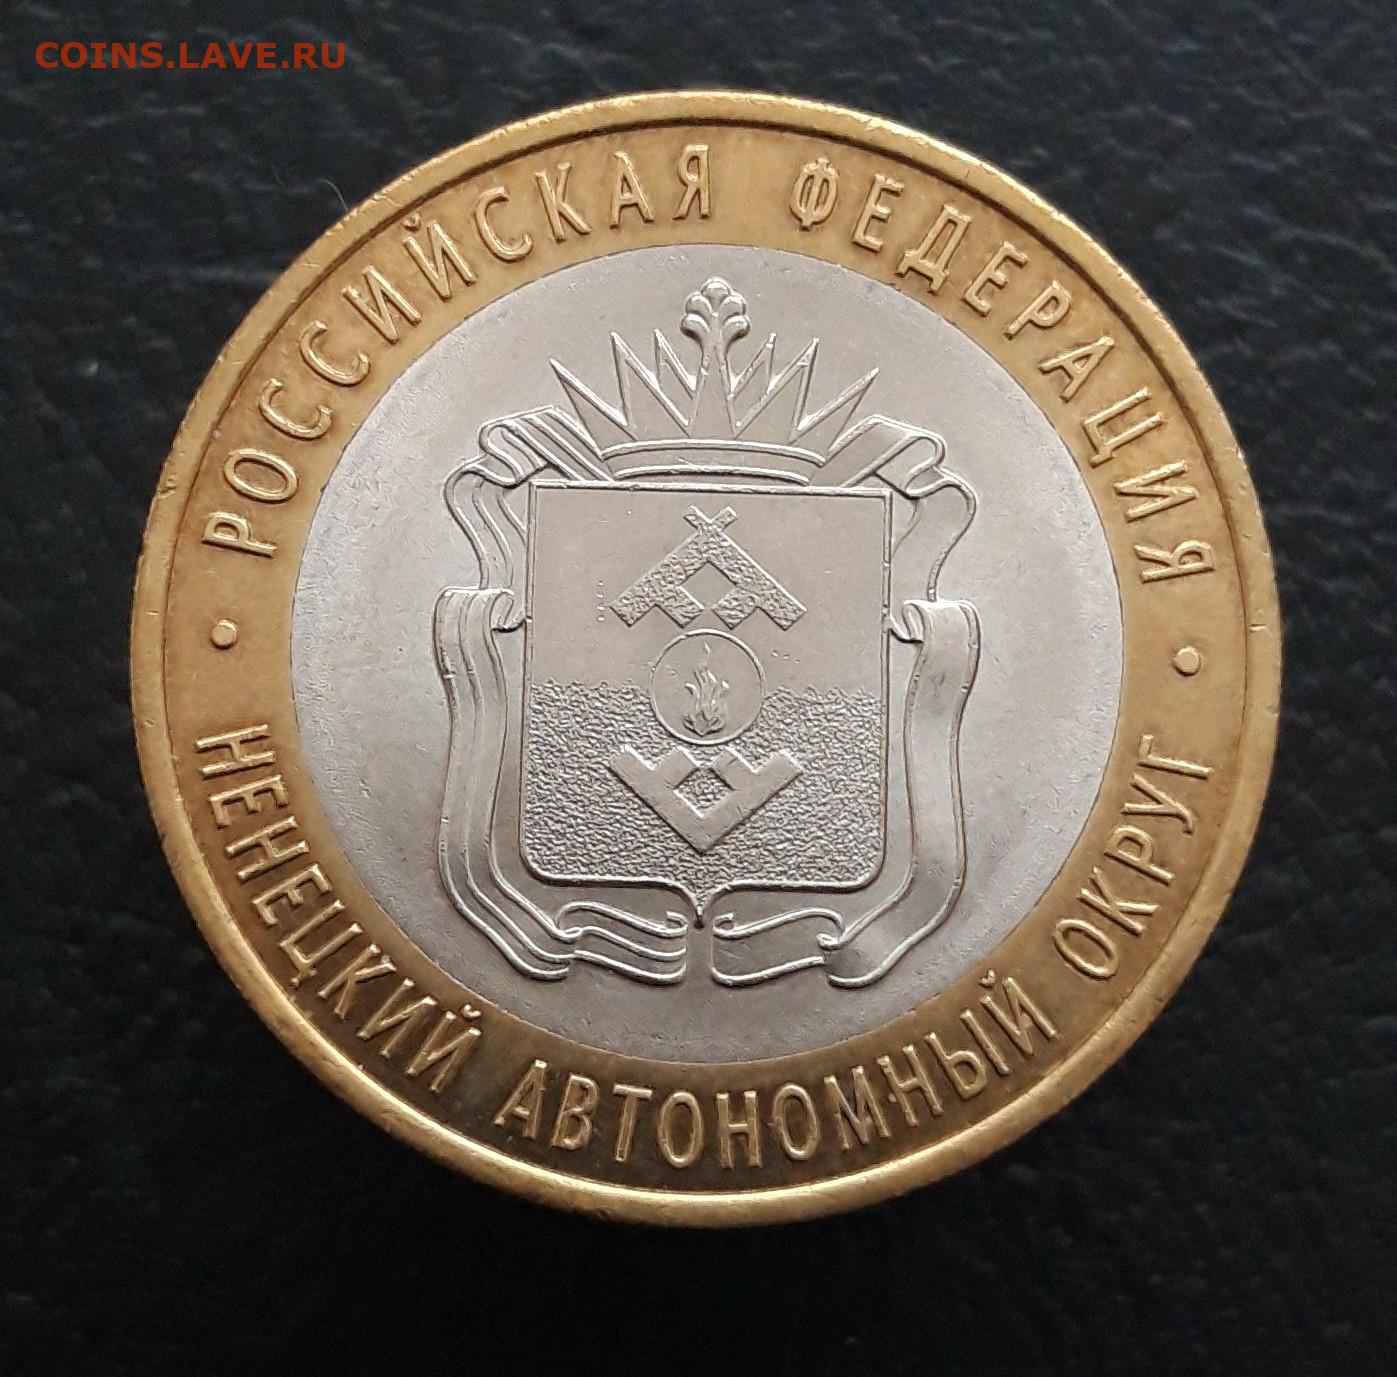 COINS.LAVE.RU
РОССИЙСКАЯ ФЕДЕРАЦИЯ
• НЕНЕЦКИЙ АВТОНОМНЫЙ ОКРУГ •